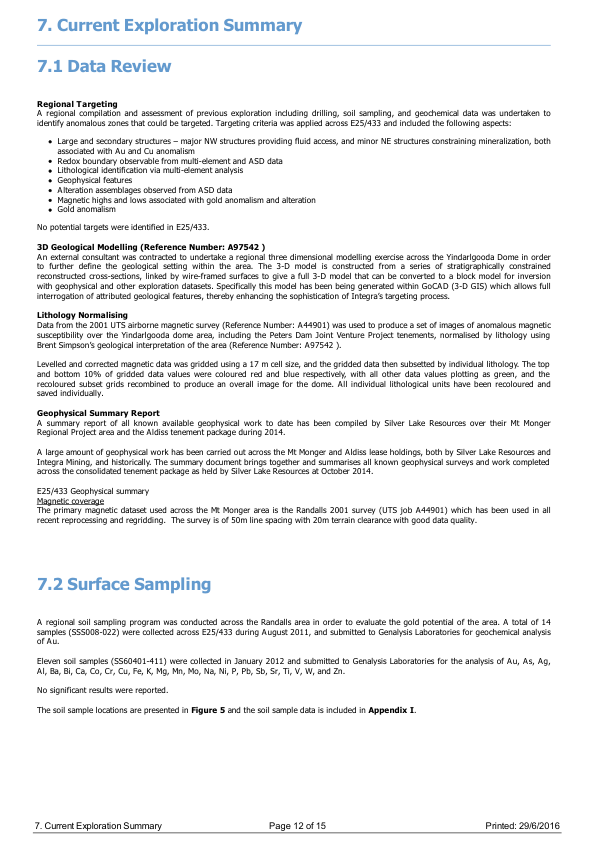 7. Current Exploration Summary
7.1 Data Review
Regional Targeting
A regional compilation and assessment of previous exploration including drilling, soil sampling, and geochemical data was undertaken to
identify anomalous zones that could be targeted. Targeting criteria was applied across E25/433 and included the following aspects:
• Large and secondary structures – major NW structures providing fluid access, and minor NE structures constraining mineralization, both
associated with Au and Cu anomalism
• Redox boundary observable from multi-element and ASD data
• Lithological identification via multi-element analysis
• Geophysical features
• Alteration assemblages observed from ASD data
• Magnetic highs and lows associated with gold anomalism and alteration
• Gold anomalism
No potential targets were identified in E25/433.
3D Geological Modelling (Reference Number: A97542 )
An external consultant was contracted to undertake a regional three dimensional modelling exercise across the Yindarlgooda Dome in order
to further define the geological setting within the area. The 3-D model is constructed from a series of stratigraphically constrained
reconstructed cross-sections, linked by wire-framed surfaces to give a full 3-D model that can be converted to a block model for inversion
with geophysical and other exploration datasets. Specifically this model has been being generated within GoCAD (3-D GIS) which allows full
interrogation of attributed geological features, thereby enhancing the sophistication of Integra's targeting process.
Lithology Normalising
Data from the 2001 UTS airborne magnetic survey (Reference Number: A44901) was used to produce a set of images of anomalous magnetic
susceptibility over the Yindarlgooda dome area, including the Peters Dam Joint Venture Project tenements, normalised by lithology using
Brent Simpson's geological interpretation of the area (Reference Number: A97542 ).
Levelled and corrected magnetic data was gridded using a 17 m cell size, and the gridded data then subsetted by individual lithology. The top
and bottom 10% of gridded data values were coloured red and blue respectively, with all other data values plotting as green, and the
recoloured subset grids recombined to produce an overall image for the dome. All individual lithological units have been recoloured and
saved individually.
Geophysical Summary Report
A summary report of all known available geophysical work to date has been compiled by Silver Lake Resources over their Mt Monger
Regional Project area and the Aldiss tenement package during 2014.
A large amount of geophysical work has been carried out across the Mt Monger and Aldiss lease holdings, both by Silver Lake Resources and
Integra Mining, and historically. The summary document brings together and summarises all known geophysical surveys and work completed
across the consolidated tenement package as held by Silver Lake Resources at October 2014.
E25/433 Geophysical summary
Magnetic coverage
The primary magnetic dataset used across the Mt Monger area is the Randalls 2001 survey (UTS job A44901) which has been used in all
recent reprocessing and regridding. The survey is of 50m line spacing with 20m terrain clearance with good data quality.
7.2 Surface Sampling
A regional soil sampling program was conducted across the Randalls area in order to evaluate the gold potential of the area. A total of 14
samples (SSS008-022) were collected across E25/433 during August 2011, and submitted to Genalysis Laboratories for geochemical analysis
of Au.
Eleven soil samples (SS60401-411) were collected in January 2012 and submitted to Genalysis Laboratories for the analysis of Au, As, Ag,
Al, Ba, Bi, Ca, Co, Cr, Cu, Fe, K, Mg, Mn, Mo, Na, Ni, P, Pb, Sb, Sr, Ti, V, W, and Zn.
No significant results were reported.
The soil sample locations are presented in Figure 5 and the soil sample data is included in Appendix I.
7. Current Exploration Summary Page 12 of 15 Printed: 29/6/2016